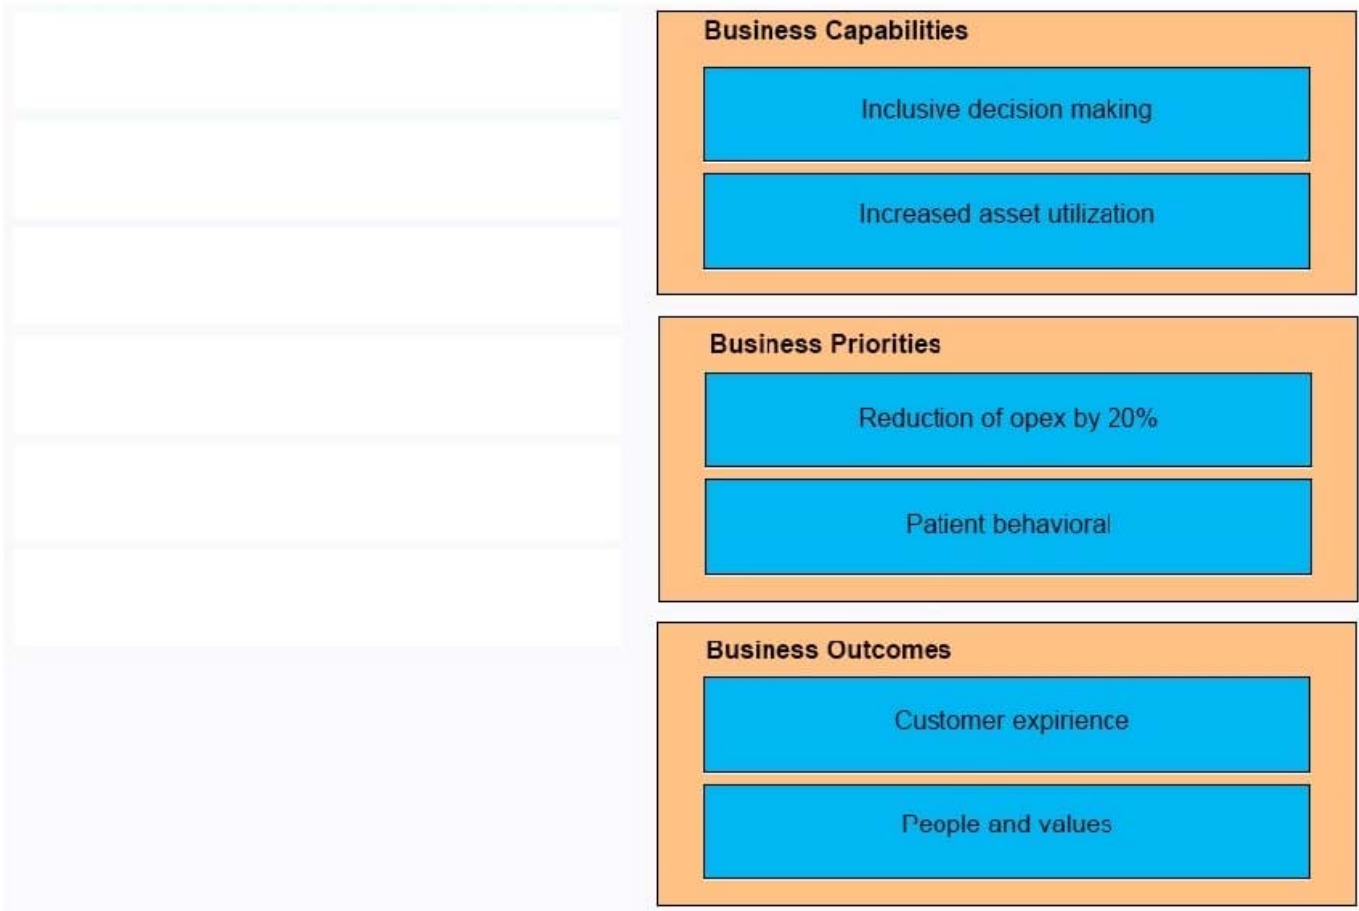 Business Capabilities
Inclusive decision making
Increased asset utilization
Business Priorities
Reduction of opex by 20%
Patient behavioral
Business Outcomes
Customer expirience
People and values